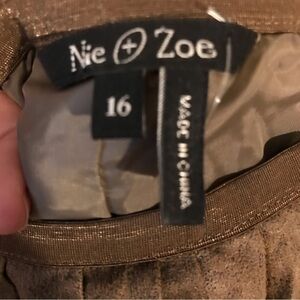 Nic + Zoe
16
MADE IN CHINA